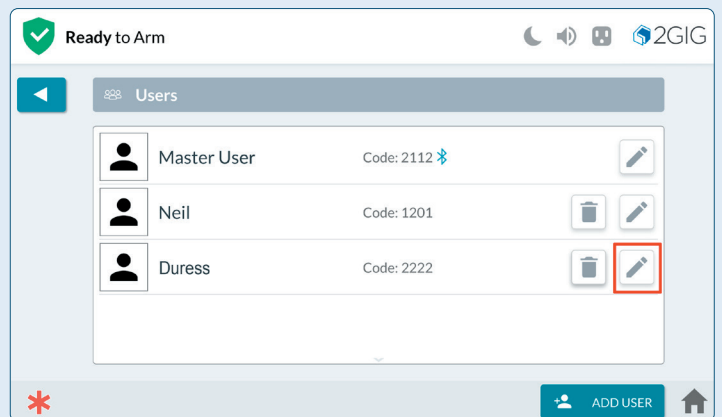 Ready to Arm
2GIG
Users
Master User Code: 2112
Neil Code: 1201
Duress Code: 2222
ADD USER